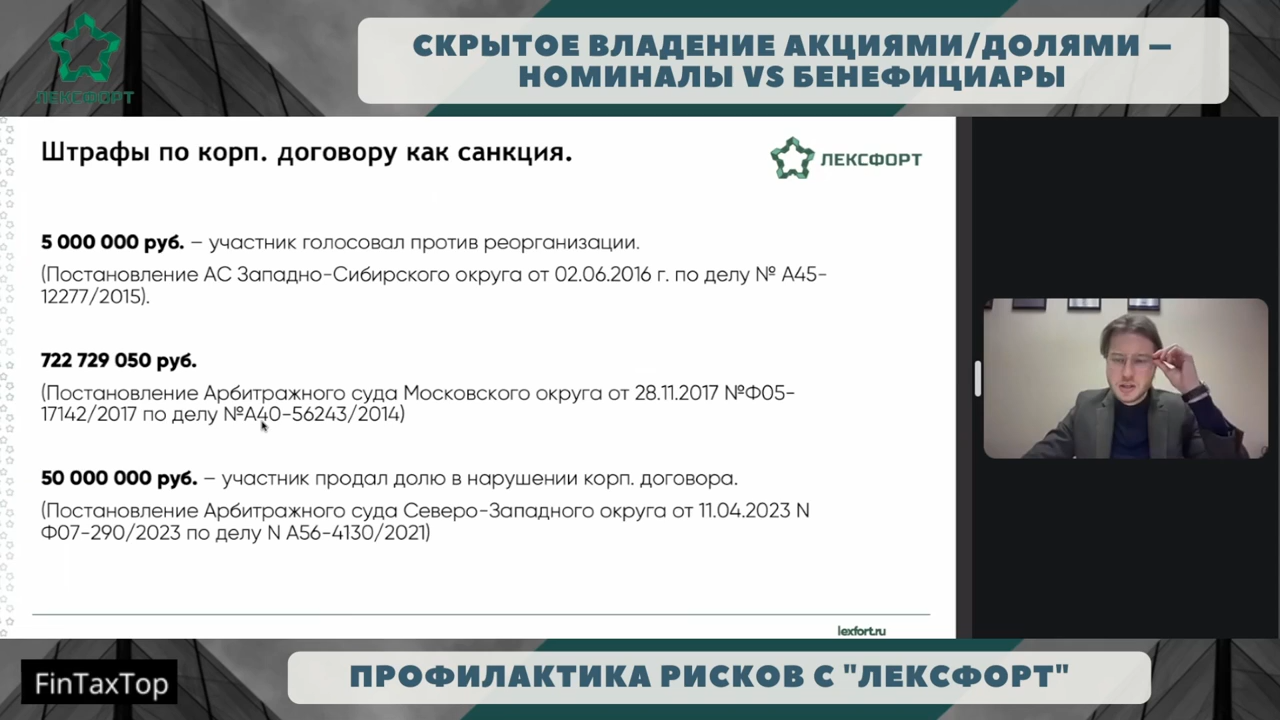 ЛЕКСФОРТ
СКРЫТОЕ ВЛАДЕНИЕ АКЦИЯМИ/ДОЛЯМИ –
НОМИНАЛЫ VS БЕНЕФИЦИАРЫ
Штрафы по корп. договору как санкция.
ЛЕКСФОРТ
5 000 000 руб. – участник голосовал против реорганизации.
(Постановление АС Западно-Сибирского округа от 02.06.2016 г. по делу № А45-
12277/2015).
722 729 050 руб.
(Постановление Арбитражного суда Московского округа от 28.11.2017 №Ф05-
17142/2017 по делу №А40-56243/2014)
50 000 000 руб. – участник продал долю в нарушении корп. договора.
(Постановление Арбитражного суда Северо-Западного округа от 11.04.2023 N
Ф07-290/2023 по делу N А56-4130/2021)
lexfort.ru
FinTaxTop
ПРОФИЛАКТИКА РИСКОВ С "ЛЕКСФОРТ"